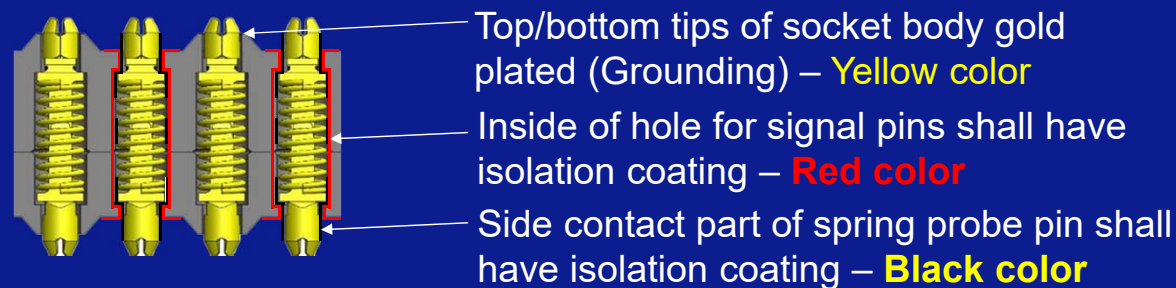 Top/bottom tips of socket body gold
plated (Grounding) – Yellow color
Inside of hole for signal pins shall have
isolation coating – Red color
Side contact part of spring probe pin shall
have isolation coating – Black color